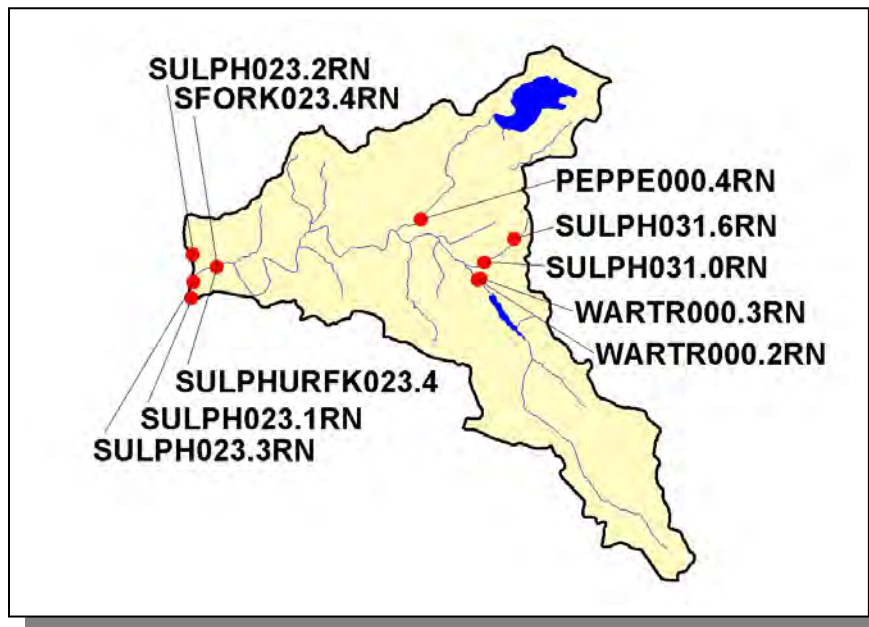 SULPH023.2RN
SFORK023.4RN
PEPPE000.4RN
SULPH031.6RN
SULPH031.0RN
WARTR000.3RN
WARTR000.2RN
SULPHURFK023.4
SULPH023.1RN
SULPH023.3RN